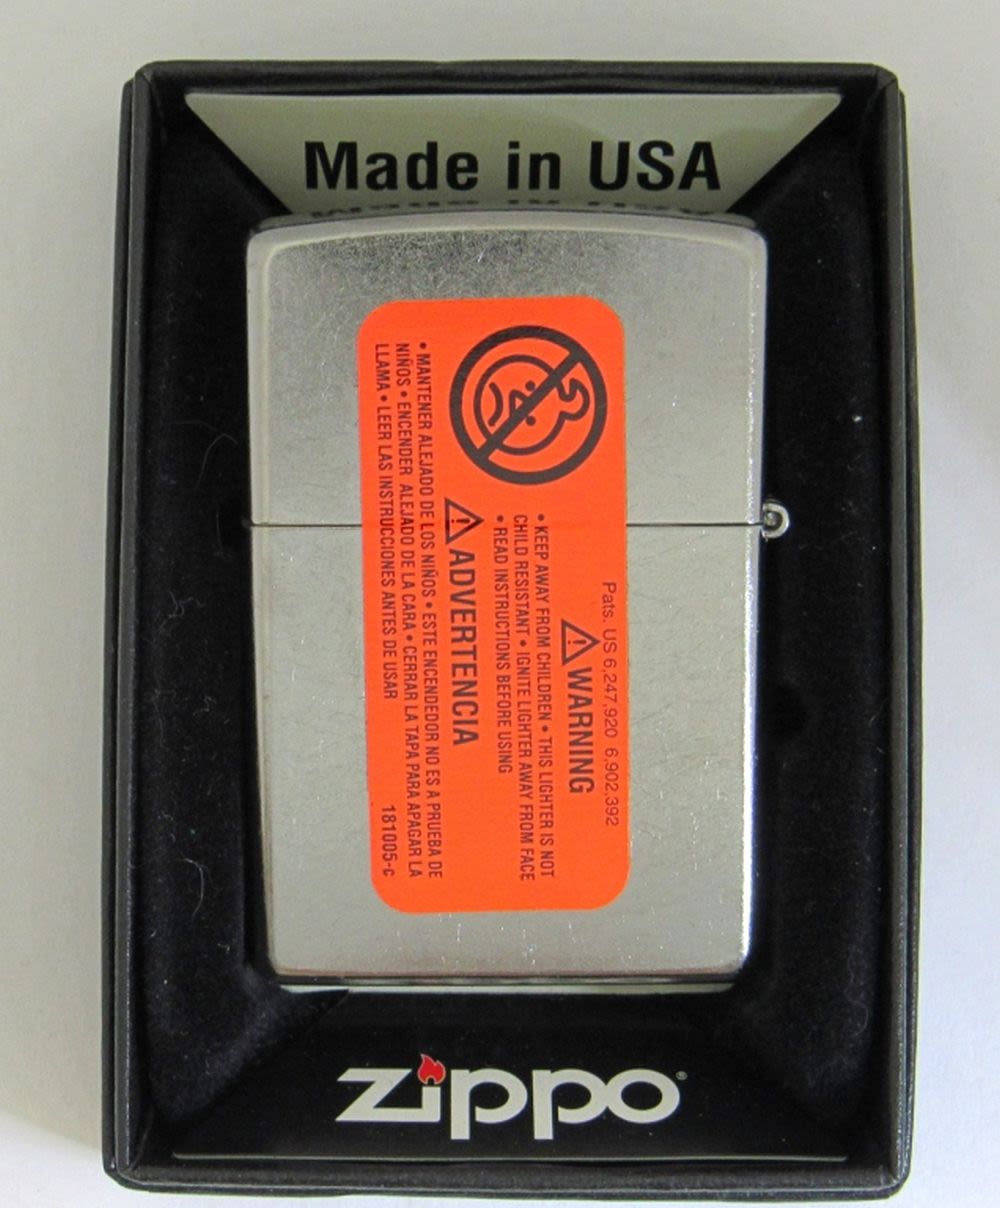 Made in USA
Pats. US 6,247,920 6,902,392
WARNING
• KEEP AWAY FROM CHILDREN • THIS LIGHTER IS NOT
CHILD RESISTANT • IGNITE LIGHTER AWAY FROM FACE
• READ INSTRUCTIONS BEFORE USING
ADVERTENCIA
• MANTENER ALEJADO DE LOS NIÑOS • ESTE ENCENDEDOR NO ES A PRUEBA DE
NIÑOS • ENCENDER ALEJADO DE LA CARA • CERRAR LA TAPA PARA APAGAR LA
LLAMA • LEER LAS INSTRUCCIONES ANTES DE USAR
181005-c
zippo®